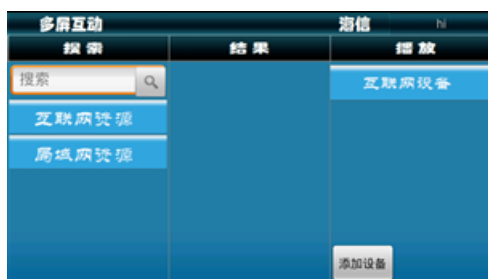 多屏互动 海信 hi
搜索 结果 播放
搜索
互联网设备
互联网资源
局域网资源
添加设备